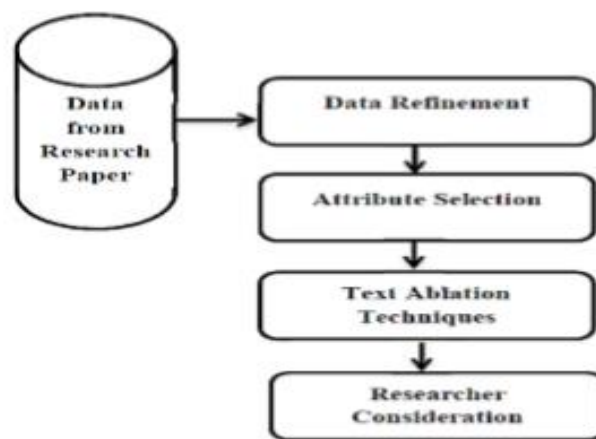 Data
from
Research
Paper
Data Refinement
Attribute Selection
Text Ablation
Techniques
Researcher
Consideration